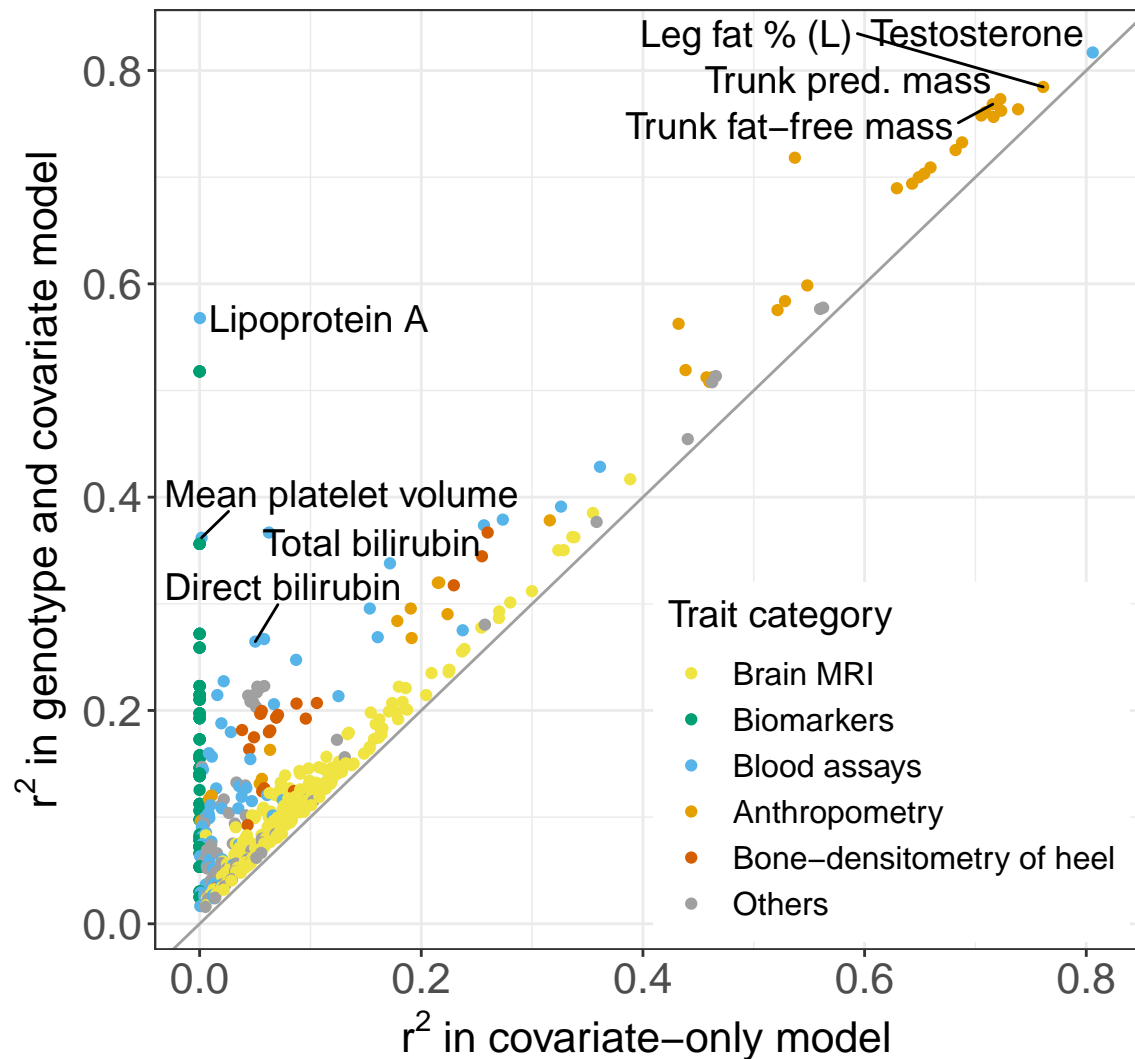 Leg fat % (L) Testosterone
Trunk pred. mass
Trunk fat−free mass
Lipoprotein A
Mean platelet volume
Total bilirubin
Direct bilirubin
Trait category
Brain MRI
Biomarkers
Blood assays
Anthropometry
Bone−densitometry of heel
Others
0.8
0.6
0.4
0.2
0.0
0.0 0.2 0.4 0.6 0.8
r² in covariate−only model
r² in genotype and covariate model